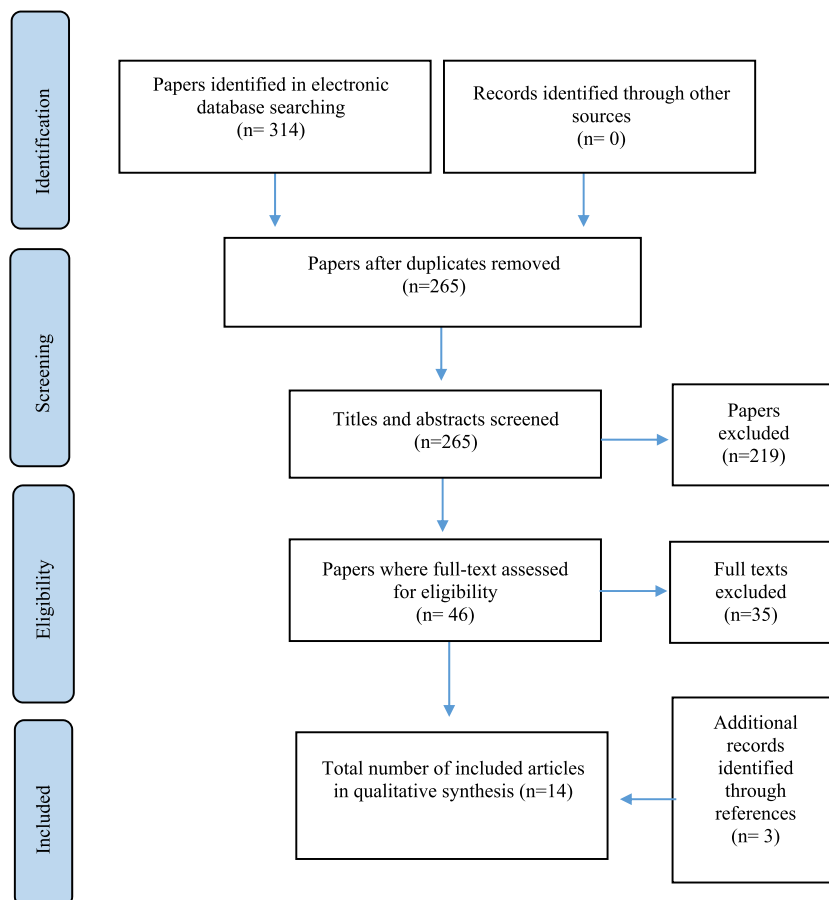 Identification
Papers identified in electronic
database searching
(n= 314)
Records identified through other
sources
(n= 0)
Papers after duplicates removed
(n=265)
Screening
Titles and abstracts screened
(n=265)
Papers
excluded
(n=219)
Eligibility
Papers where full-text assessed
for eligibility
(n= 46)
Full texts
excluded
(n=35)
Included
Total number of included articles
in qualitative synthesis (n=14)
Additional
records
identified
through
references
(n= 3)